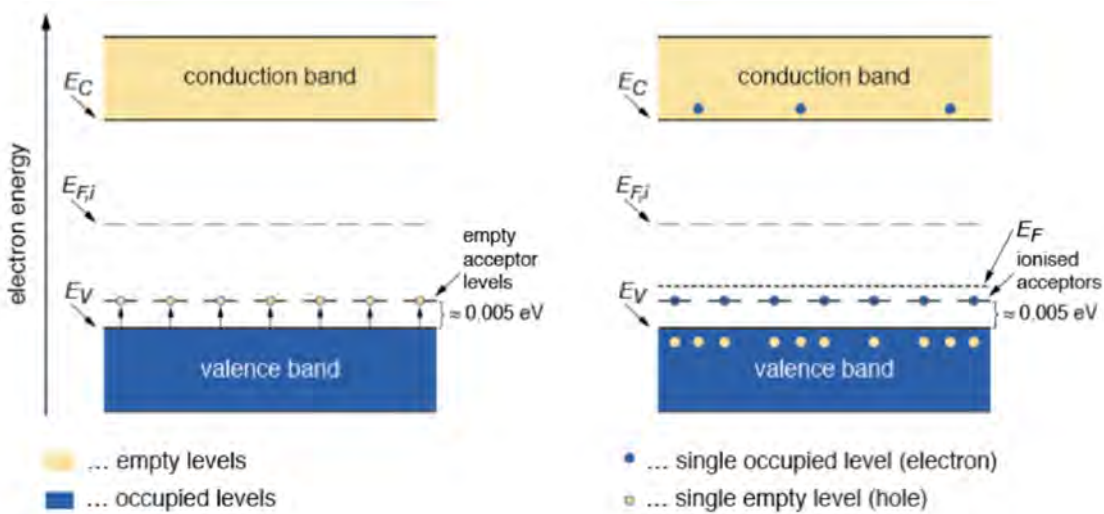 electron energy
conduction band
E_C
E_F,i
empty
acceptor
levels
E_V
≈ 0,005 eV
valence band
... empty levels
... occupied levels
conduction band
E_C
E_F,i
E_F
ionised
acceptors
E_V
≈ 0,005 eV
valence band
... single occupied level (electron)
... single empty level (hole)